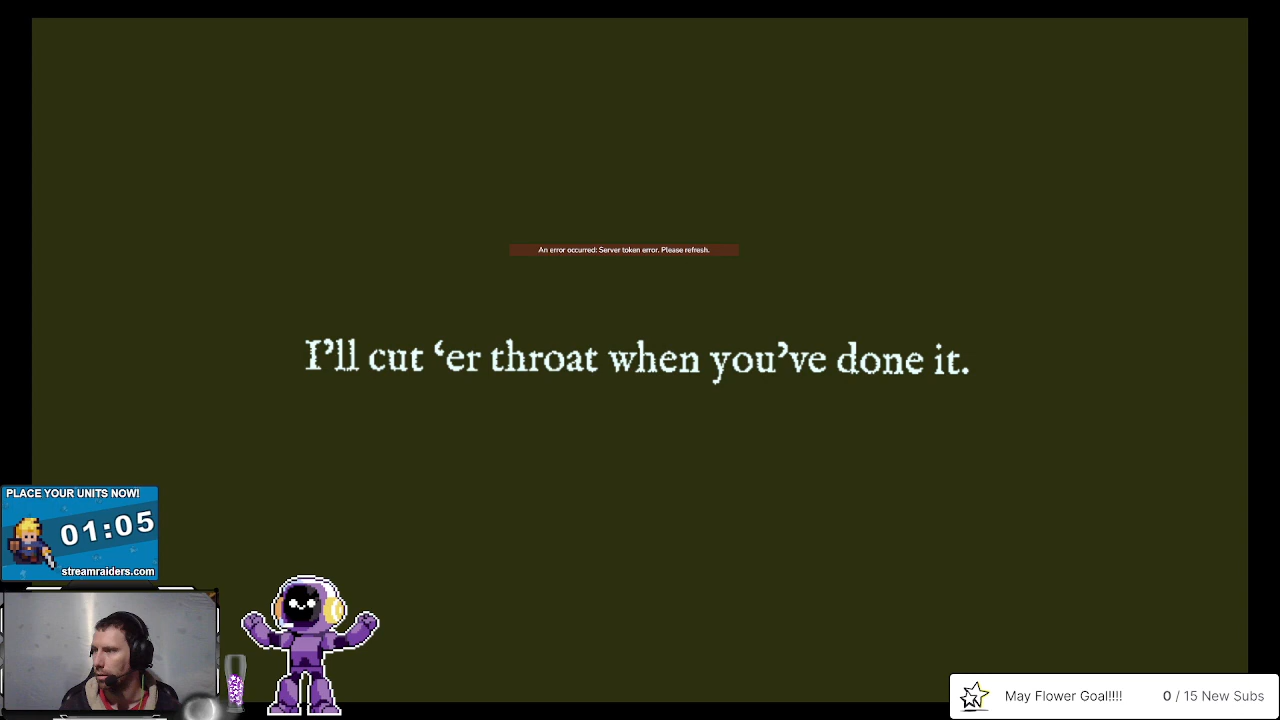 An error occurred: Server token error. Please refresh.
I’ll cut ‘er throat when you’ve done it.
PLACE YOUR UNITS NOW!
01:05
streamraiders.com
May Flower Goal!!!! 0 / 15 New Subs